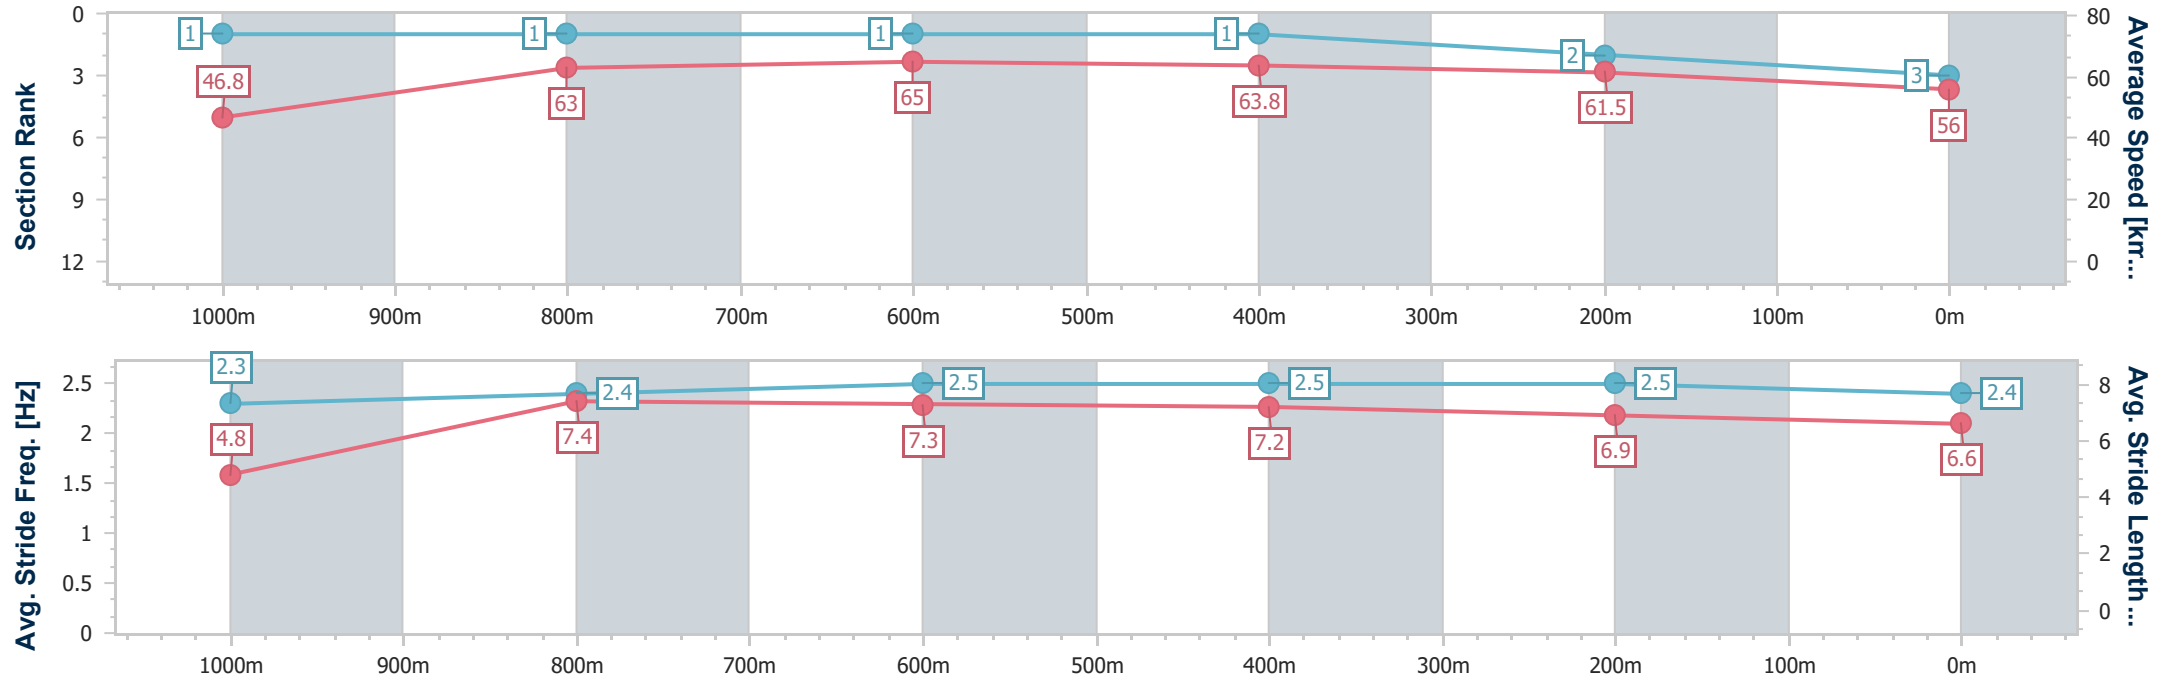 Section Rank
0
3
6
9
12
1 1 1 1 2 3
46.8 63 65 63.8 61.5 56
80
60
40
20
0
Average Speed [km...
1000m 900m 800m 700m 600m 500m 400m 300m 200m 100m 0m
Avg. Stride Freq. [Hz]
2.5
2
1.5
1
0.5
0
2.3 2.4 2.5 2.5 2.5 2.4
4.8 7.4 7.3 7.2 6.9 6.6
8
6
4
2
0
Avg. Stride Length...
1000m 900m 800m 700m 600m 500m 400m 300m 200m 100m 0m